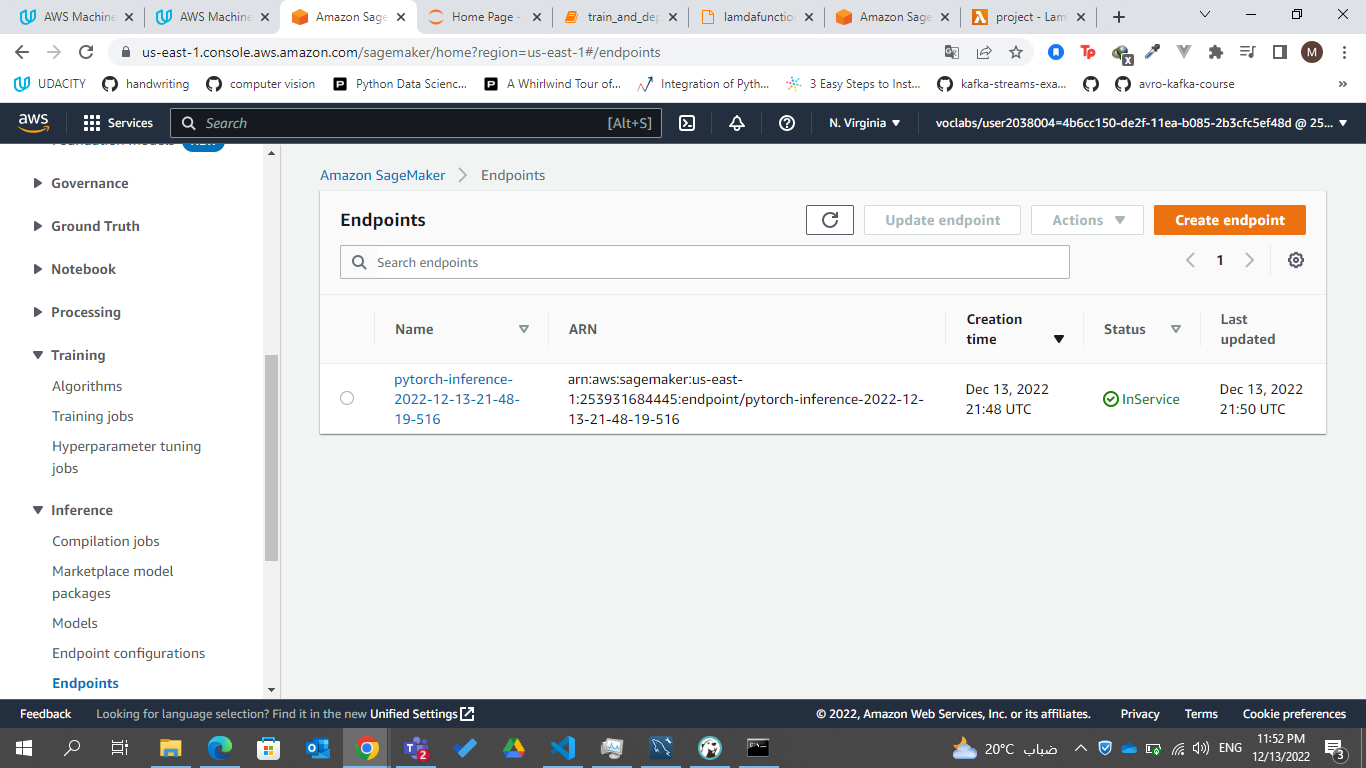 AWS Machine
AWS Machine
Amazon Sage
Home Page -
train_and_de
lamdafunction
Amazon Sage
project - Lam
us-east-1.console.aws.amazon.com/sagemaker/home?region=us-east-1#/endpoints
M
UDACITY
handwriting
computer vision
Python Data Scienc...
A Whirlwind Tour of...
Integration of Pyth...
3 Easy Steps to Inst...
kafka-streams-exa...
avro-kafka-course
»
aws
Services
Search
[Alt+S]
N. Virginia
voclabs/user2038004=4b6cc150-de2f-11ea-b085-2b3cfc5ef48d @ 25...
Governance
Ground Truth
Notebook
Processing
Training
Algorithms
Training jobs
Hyperparameter tuning
jobs
Inference
Compilation jobs
Marketplace model
packages
Models
Endpoint configurations
Endpoints
Amazon SageMaker
Endpoints
Endpoints
Update endpoint
Actions
Create endpoint
Search endpoints
1
Name
ARN
Creation
time
Status
Last
updated
pytorch-inference-
2022-12-13-21-48-
19-516
arn:aws:sagemaker:us-east-
1:253931684445:endpoint/pytorch-inference-2022-12-
13-21-48-19-516
Dec 13, 2022
21:48 UTC
InService
Dec 13, 2022
21:50 UTC
Feedback
Looking for language selection? Find it in the new Unified Settings
© 2022, Amazon Web Services, Inc. or its affiliates.
Privacy
Terms
Cookie preferences
2
20°C ضباب
ENG
11:52 PM
12/13/2022
3